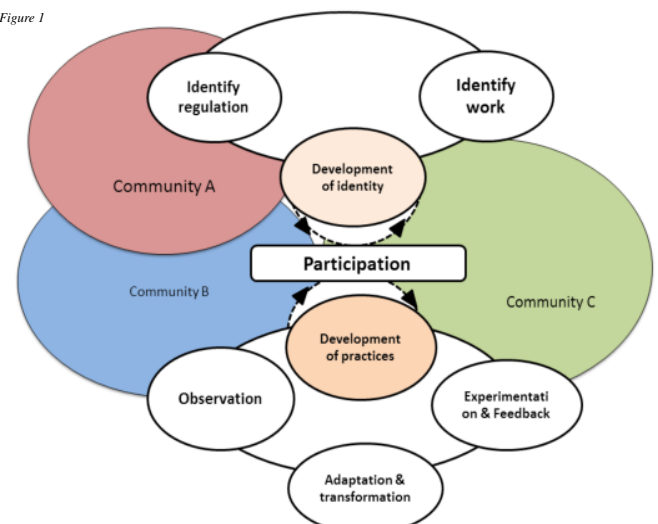 Figure 1
Identify
regulation
Identify
work
Development
of identity
Community A
Participation
Community B
Community C
Development
of practices
Observation
Experimentati
on & Feedback
Adaptation &
transformation